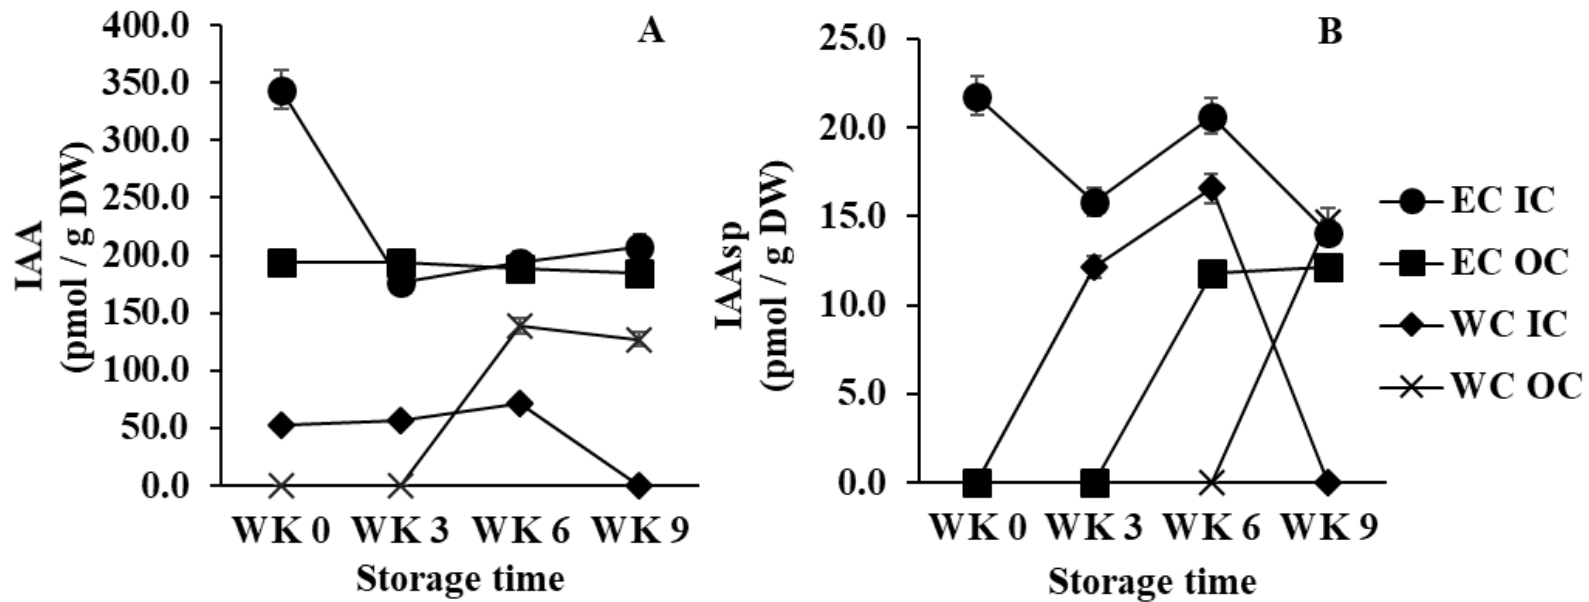 A
IAA
(pmol / g DW)
400.0
350.0
300.0
250.0
200.0
150.0
100.0
50.0
0.0
WK 0 WK 3 WK 6 WK 9
Storage time
B
IAAsp
(pmol / g DW)
25.0
20.0
15.0
10.0
5.0
0.0
WK 0 WK 3 WK 6 WK 9
Storage time
EC IC
EC OC
WC IC
WC OC